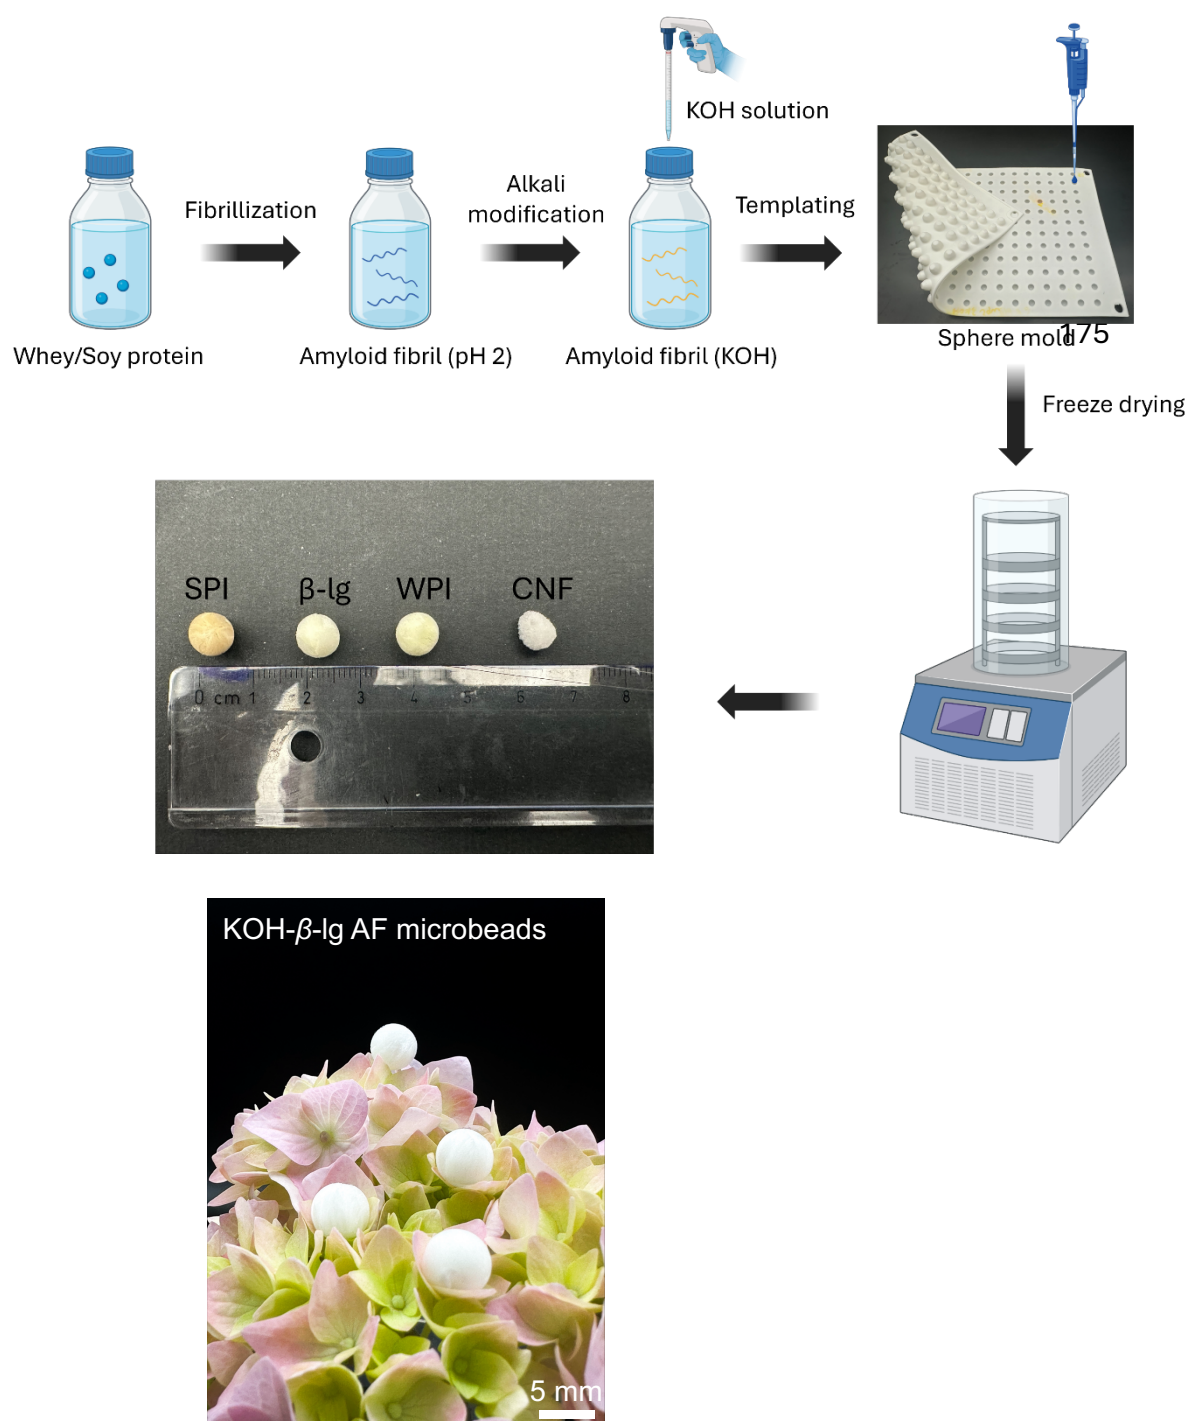 KOH solution
Fibrillization
Alkali
modification
Templating
Whey/Soy protein
Amyloid fibril (pH 2)
Amyloid fibril (KOH)
Sphere mold
175
Freeze drying
SPI
β-lg
WPI
CNF
0 cm 1 2 3 4 5 6 7 8
KOH-β-lg AF microbeads
5 mm